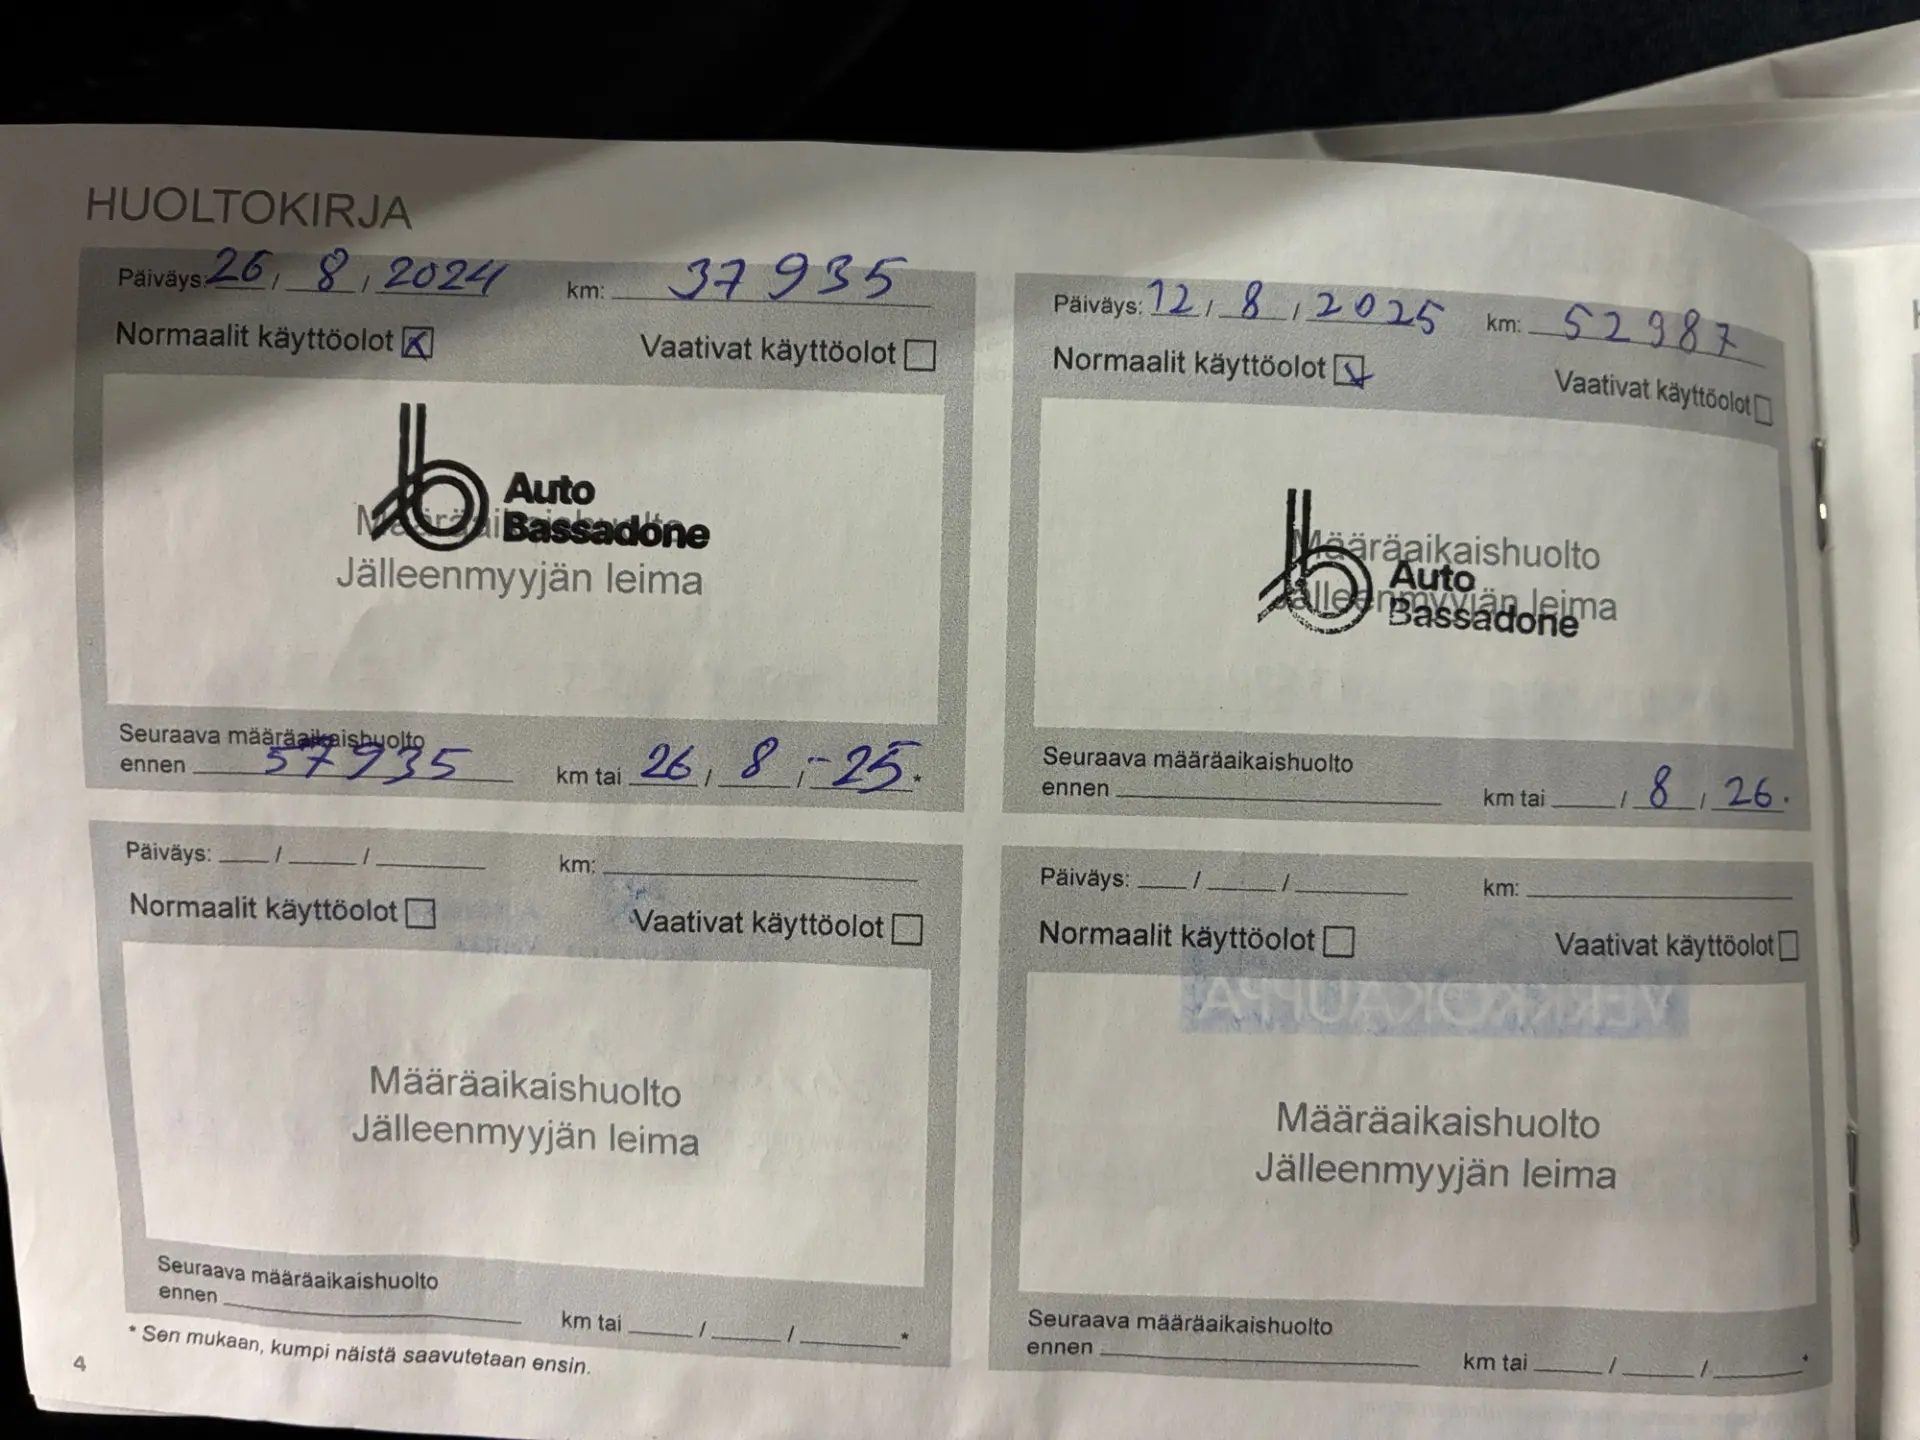 HUOLTOKIRJA
Päiväys: 26 / 8 / 2024 km: 37935
Normaalit käyttöolot Vaativat käyttöolot
Auto
Bassadone
Määräaikaishuolto
Jälleenmyyjän leima
Seuraava määräaikaishuolto
ennen 57935 km tai 26 / 8 / -25 *
Päiväys: 12 / 8 / 2025 km: 52987
Normaalit käyttöolot Vaativat käyttöolot
Määräaikaishuolto
Auto
Jälleenmyyjän leima
Bassadone
Seuraava määräaikaishuolto
ennen km tai / 8 / 26.
Päiväys: / / km:
Normaalit käyttöolot Vaativat käyttöolot
Määräaikaishuolto
Jälleenmyyjän leima
Seuraava määräaikaishuolto
ennen km tai / / *
Päiväys: / / km:
Normaalit käyttöolot Vaativat käyttöolot
VERKKOKAUPPA
Määräaikaishuolto
Jälleenmyyjän leima
Seuraava määräaikaishuolto
ennen km tai / / *
* Sen mukaan, kumpi näistä saavutetaan ensin.
4